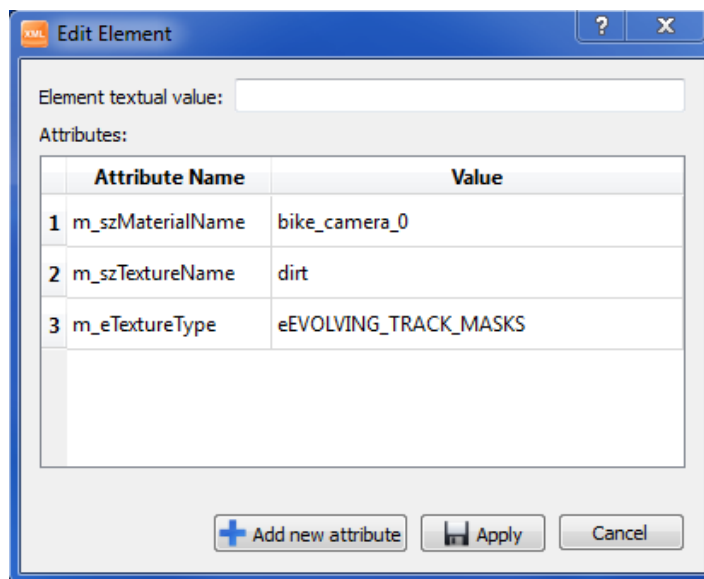 XML Edit Element ? X
Element textual value:
Attributes:
Attribute Name Value
1 m_szMaterialName bike_camera_0
2 m_szTextureName dirt
3 m_eTextureType eEVOLVING_TRACK_MASKS
Add new attribute Apply Cancel